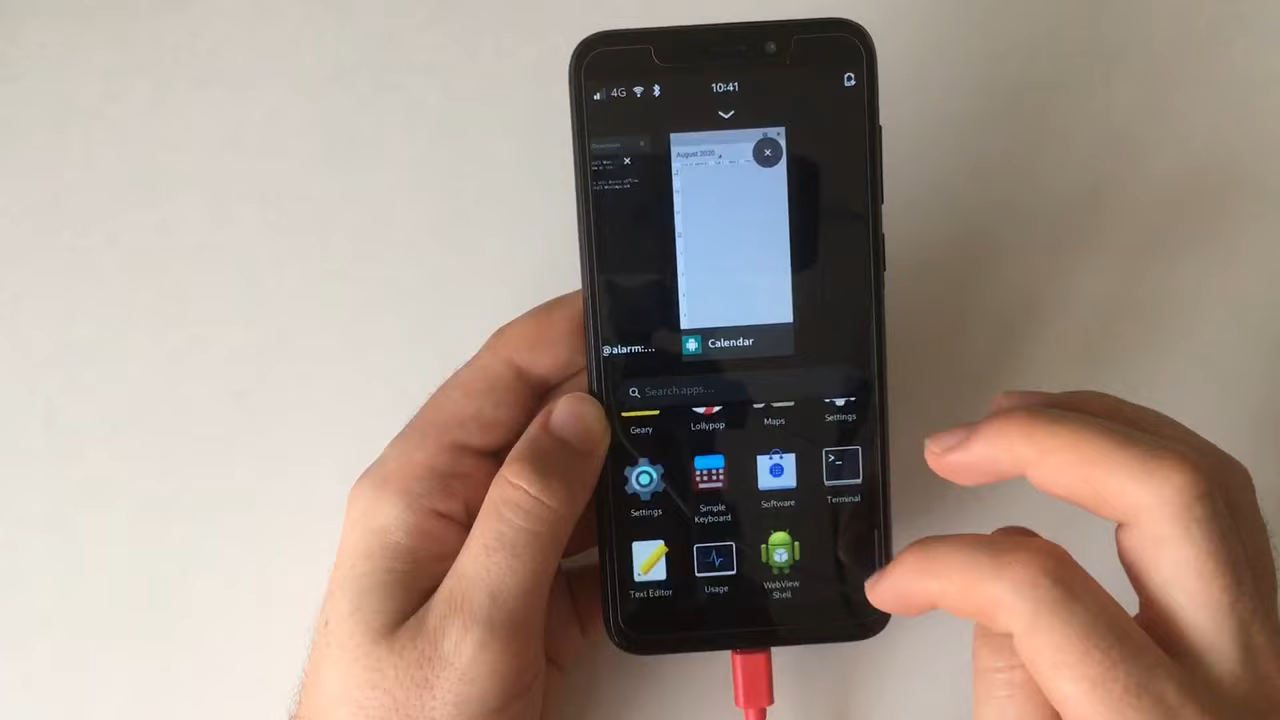 4G
10:41
August 2020
@alarm:...
Calendar
Search apps...
Geary
Lollypop
Maps
Settings
Settings
Simple
Keyboard
Software
Terminal
Text Editor
Usage
WebView
Shell